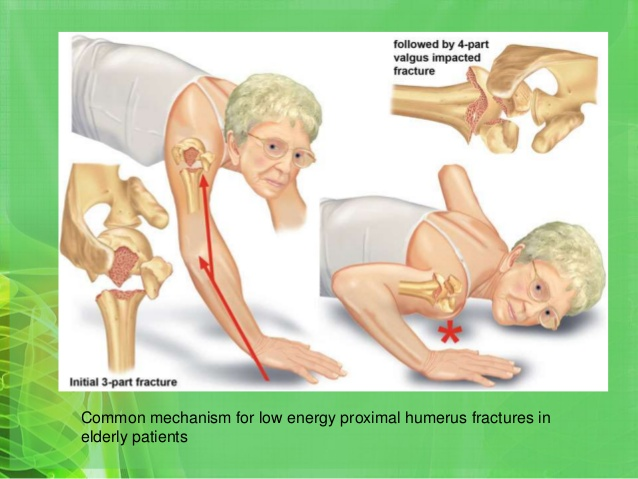 followed by 4-part
valgus impacted
fracture
Initial 3-part fracture
Common mechanism for low energy proximal humerus fractures in
elderly patients